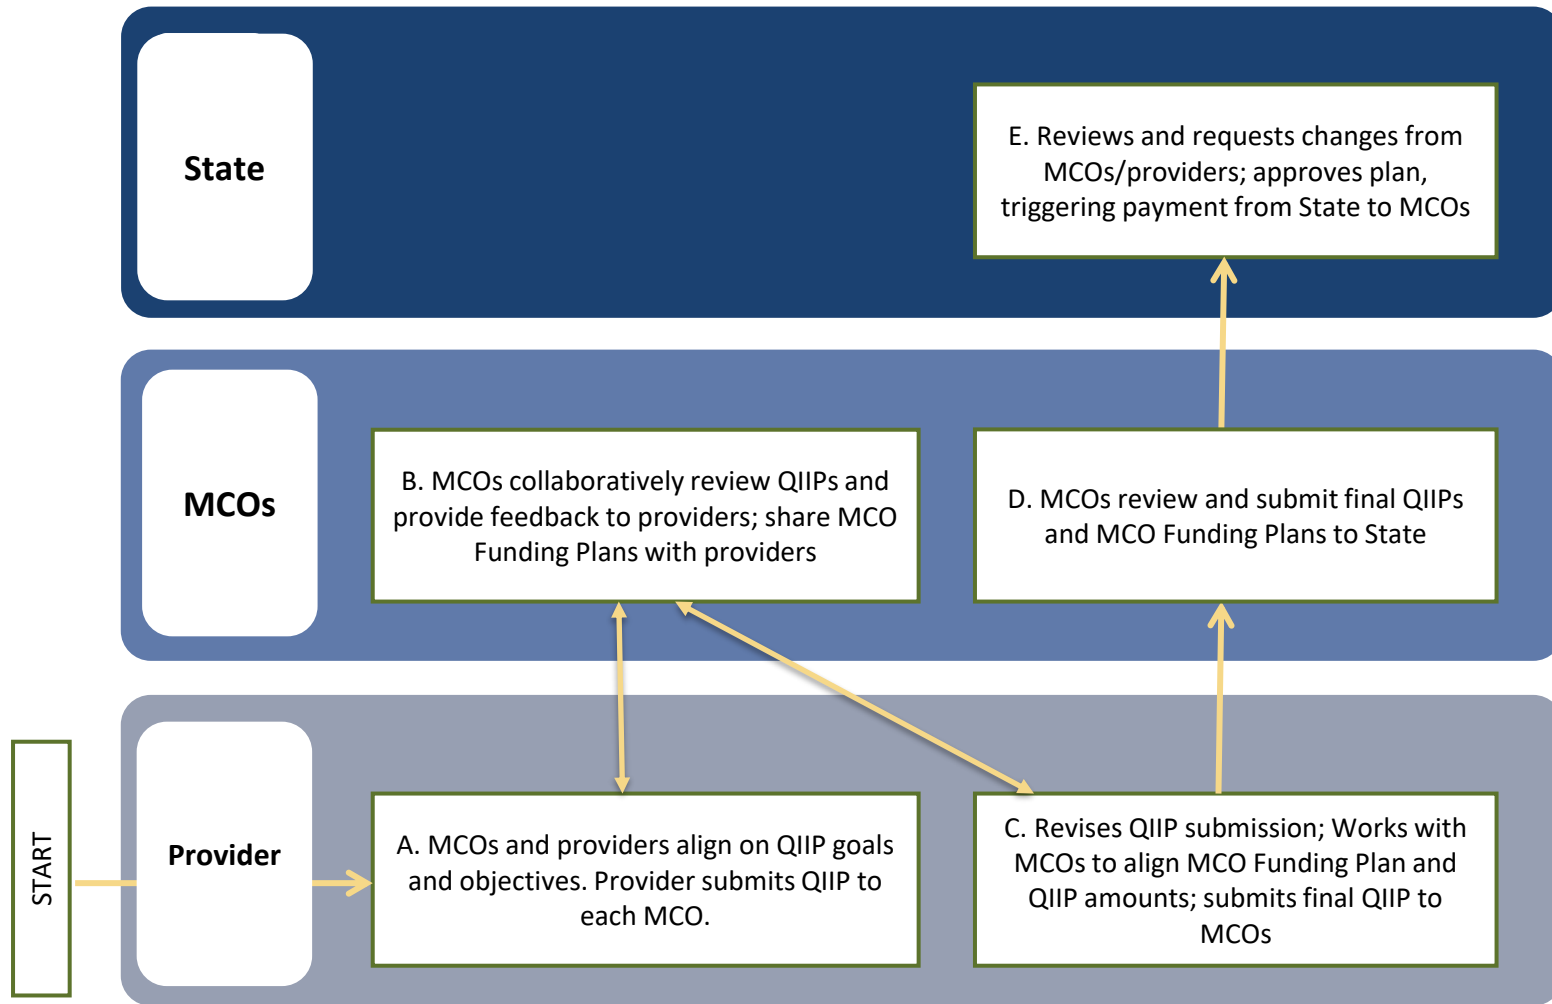 State
E. Reviews and requests changes from
MCOs/providers; approves plan,
triggering payment from State to MCOs
MCOs
B. MCOs collaboratively review QIIPs and
provide feedback to providers; share MCO
Funding Plans with providers
D. MCOs review and submit final QIIPs
and MCO Funding Plans to State
START
Provider
A. MCOs and providers align on QIIP goals
and objectives. Provider submits QIIP to
each MCO.
C. Revises QIIP submission; Works with
MCOs to align MCO Funding Plan and
QIIP amounts; submits final QIIP to
MCOs